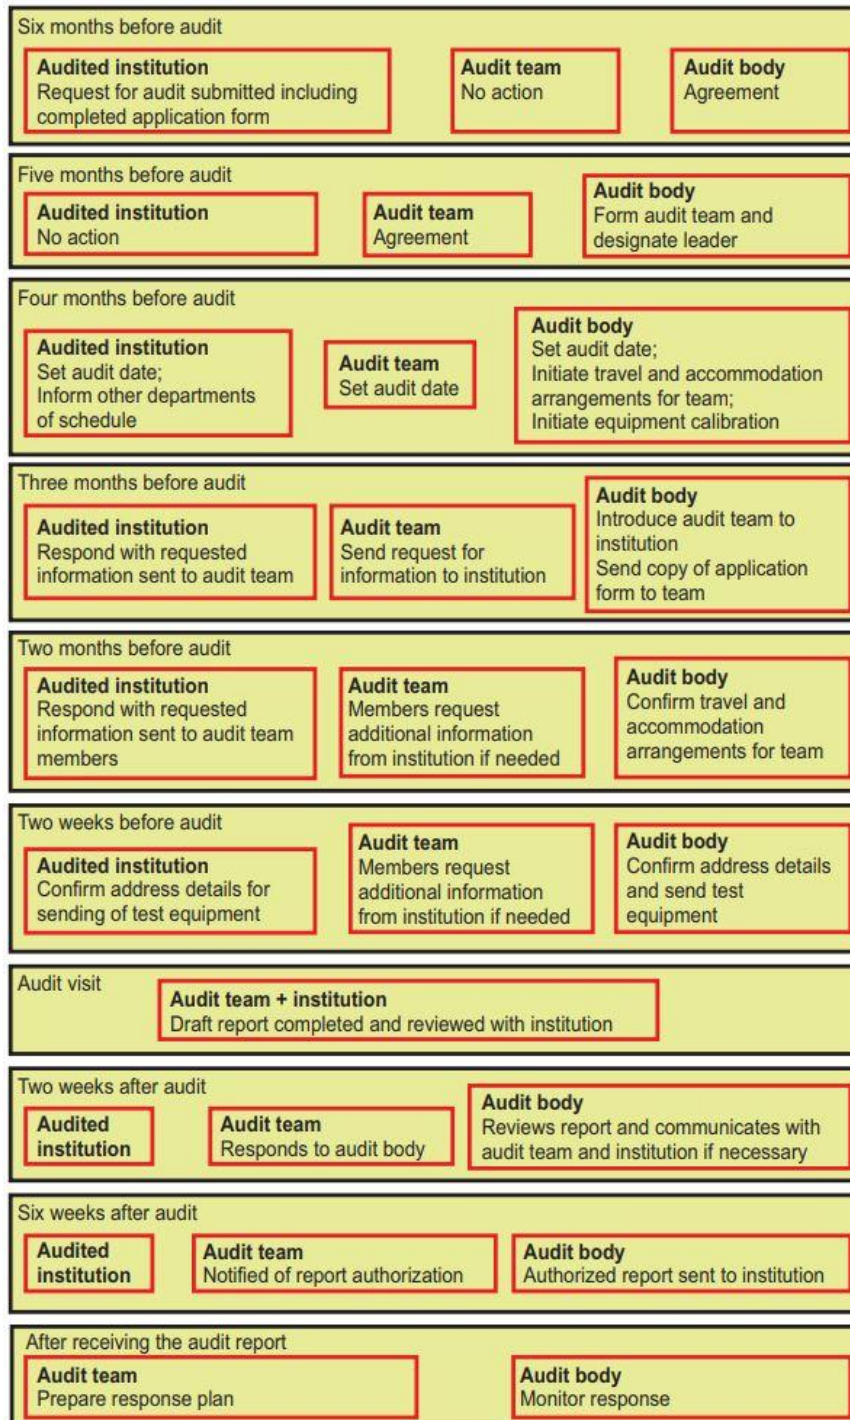 Six months before audit
Audited institution
Request for audit submitted including
completed application form
Audit team
No action
Audit body
Agreement
Five months before audit
Audited institution
No action
Audit team
Agreement
Audit body
Form audit team and
designate leader
Four months before audit
Audited institution
Set audit date;
Inform other departments
of schedule
Audit team
Set audit date
Audit body
Set audit date;
Initiate travel and accommodation
arrangements for team;
Initiate equipment calibration
Three months before audit
Audited institution
Respond with requested
information sent to audit team
Audit team
Send request for
information to institution
Audit body
Introduce audit team to
institution
Send copy of application
form to team
Two months before audit
Audited institution
Respond with requested
information sent to audit team
members
Audit team
Members request
additional information
from institution if needed
Audit body
Confirm travel and
accommodation
arrangements for team
Two weeks before audit
Audited institution
Confirm address details for
sending of test equipment
Audit team
Members request
additional information
from institution if needed
Audit body
Confirm address details
and send test
equipment
Audit visit
Audit team + institution
Draft report completed and reviewed with institution
Two weeks after audit
Audited
institution
Audit team
Responds to audit body
Audit body
Reviews report and communicates with
audit team and institution if necessary
Six weeks after audit
Audited
institution
Audit team
Notified of report authorization
Audit body
Authorized report sent to institution
After receiving the audit report
Audit team
Prepare response plan
Audit body
Monitor response